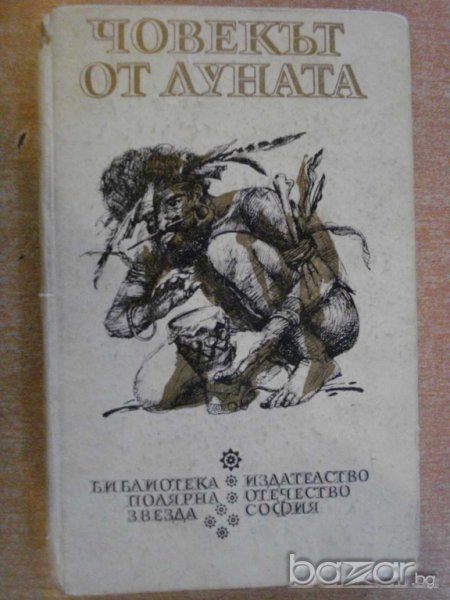 ЧОВЕКЪТ
ОТ ЛУНАТА
БИБЛИОТЕКА ИЗДАТЕЛСТВО
ПОЛЯРНА ОТЕЧЕСТВО
ЗВЕЗДА СОФИЯ
bazar.bg